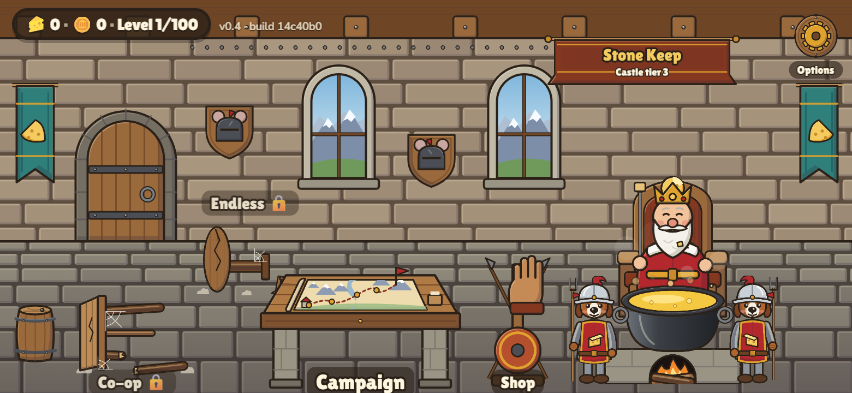 0 · 0 · Level 1/100
v0.4 - build 14c40b0
Stone Keep
Castle tier 3
Options
Endless
Co-op
Campaign
Shop